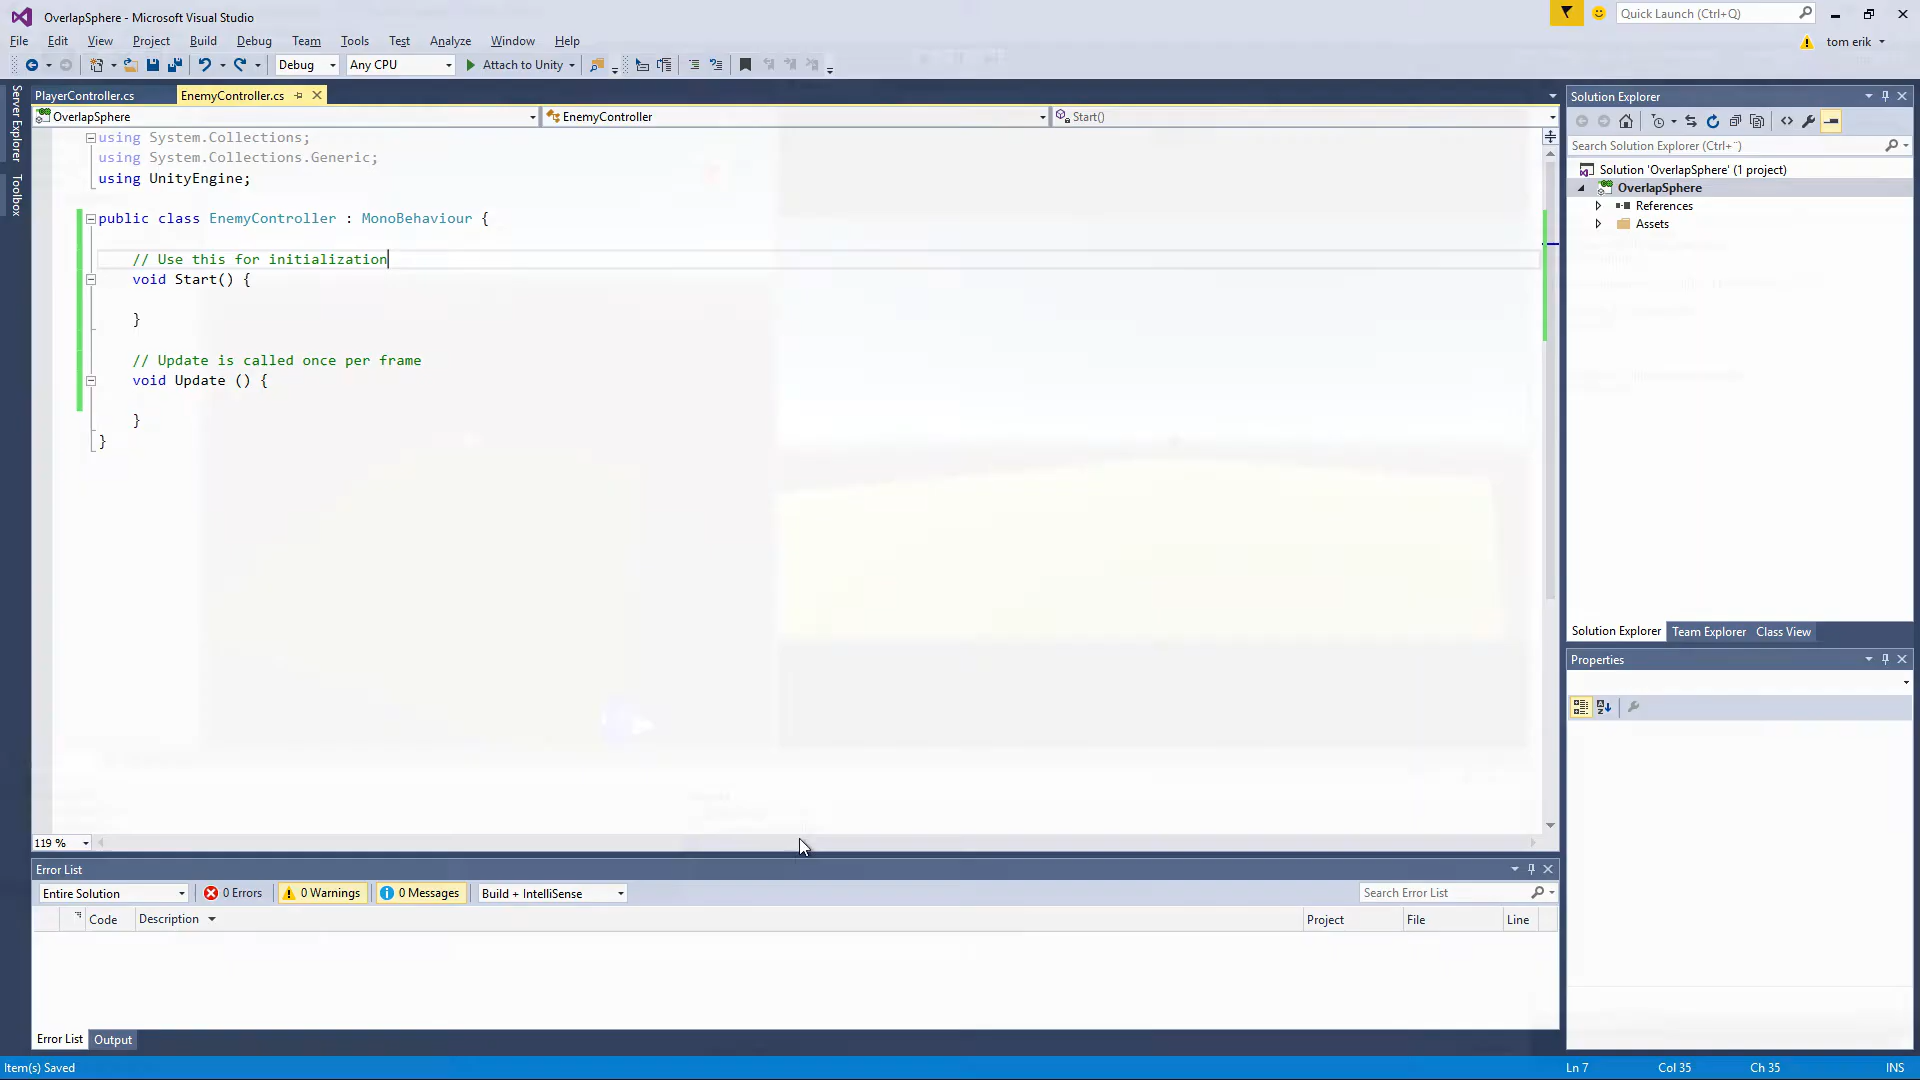 OverlapSphere - Microsoft Visual Studio
Quick Launch (Ctrl+Q)
File Edit View Project Build Debug Team Tools Test Analyze Window Help
tom erik
Debug Any CPU Attach to Unity
Server Explorer
Toolbox
PlayerController.cs EnemyController.cs
OverlapSphere EnemyController Start()
using System.Collections;
using System.Collections.Generic;
using UnityEngine;
public class EnemyController : MonoBehaviour {
// Use this for initialization
void Start() {
}
// Update is called once per frame
void Update () {
}
}
119 %
Solution Explorer
Search Solution Explorer (Ctrl+¨)
Solution 'OverlapSphere' (1 project)
OverlapSphere
References
Assets
Solution Explorer Team Explorer Class View
Properties
Error List
Entire Solution 0 Errors 0 Warnings 0 Messages Build + IntelliSense Search Error List
Code Description Project File Line
Error List Output
Item(s) Saved Ln 7 Col 35 Ch 35 INS